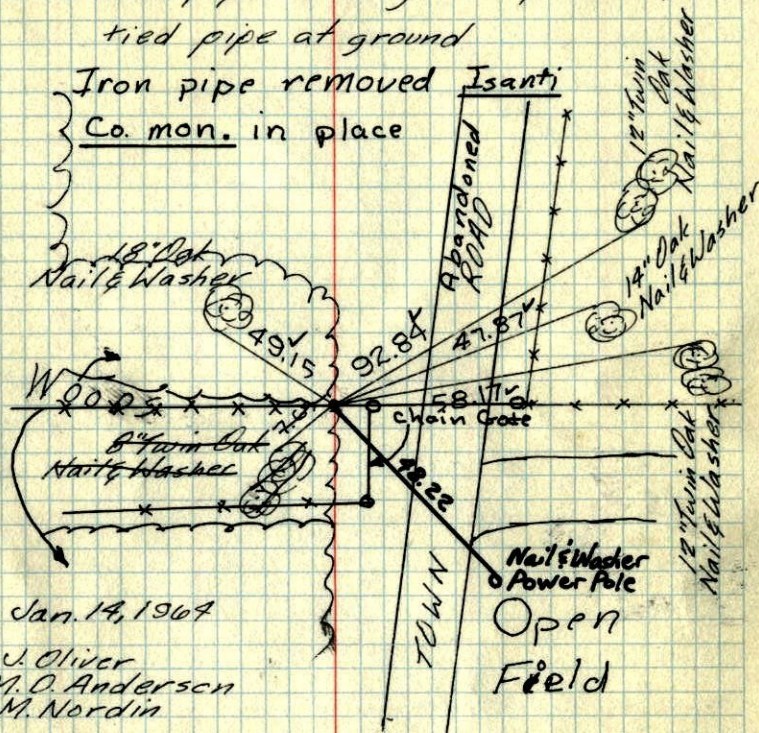 tied pipe at ground
Iron pipe removed
Isanti
Co. mon. in place
12" Twin
Oak
Nail & Washer
Abandoned
ROAD
18" Oak
Nail & Washer
14" Oak
Nail & Washer
49.15
92.84
47.87
W
58.17
Chain Gate
8" Twin Oak
Nail & Washer
48.22
12" Twin Oak
Nail & Washer
Nail & Washer
Power Pole
TOWN
Open
Field
Jan. 14, 1964
J. Oliver
M. O. Anderson
M. Nordin